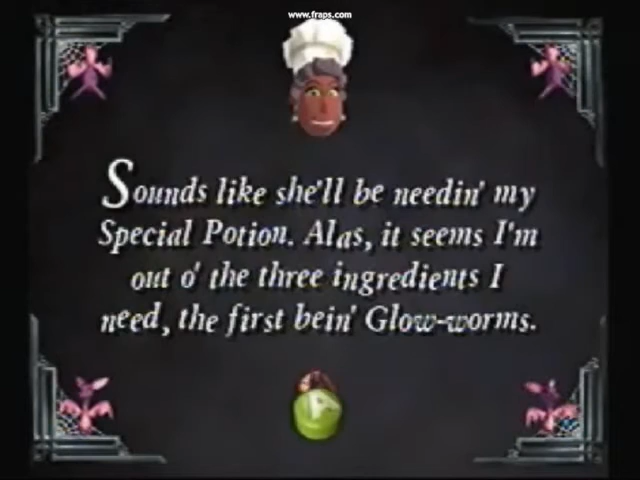 www.fraps.com
Sounds like she'll be needin' my
Special Potion. Alas, it seems I'm
out o' the three ingredients I
need, the first bein' Glow-worms.